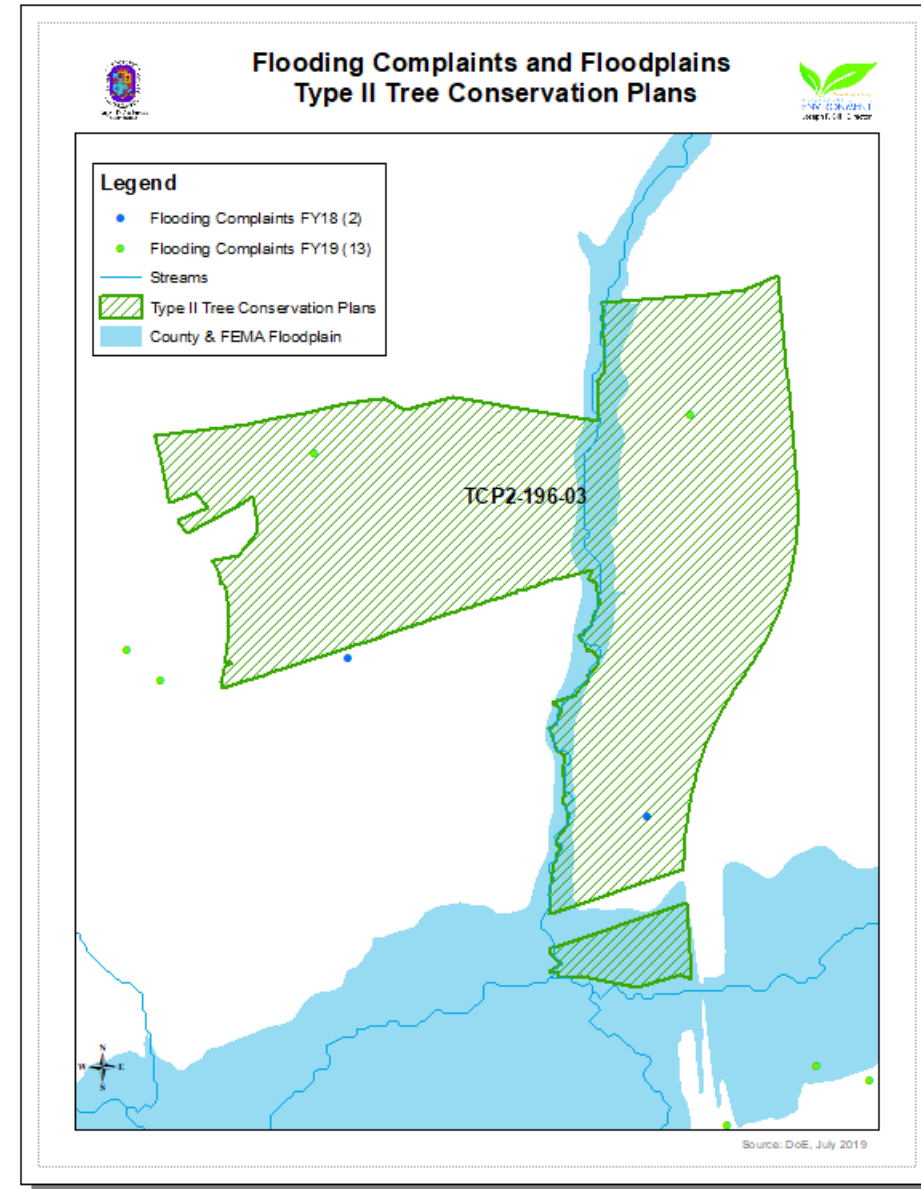 Flooding Complaints and Floodplains
Type II Tree Conservation Plans
ENVIRONMENT
Legend
Flooding Complaints FY18 (2)
Flooding Complaints FY19 (13)
Streams
Type II Tree Conservation Plans
County & FEMA Floodplain
TCP2-196-03
N
W E
S
Source: DoE, July 2019